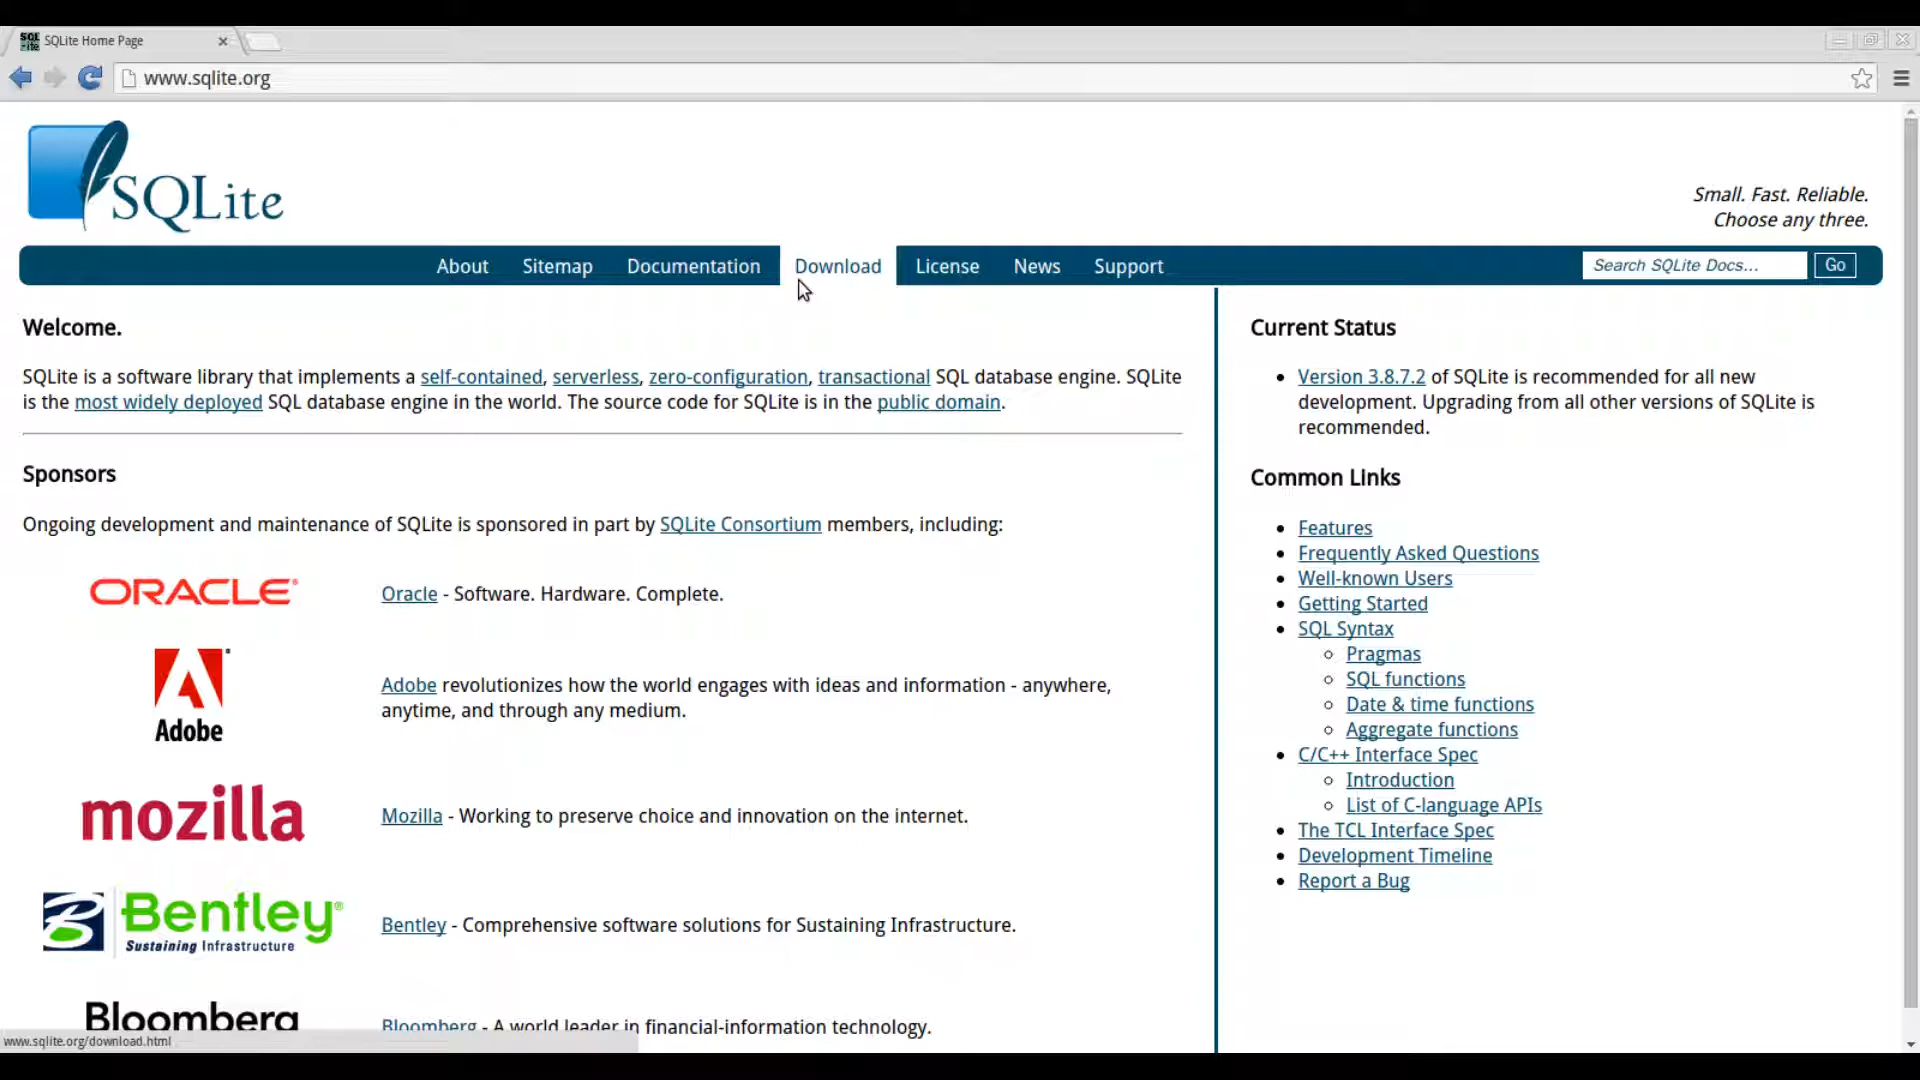 SQLite Home Page
www.sqlite.org
SQLite
Small. Fast. Reliable.
Choose any three.
About Sitemap Documentation Download License News Support Search SQLite Docs... Go
Welcome.
SQLite is a software library that implements a self-contained, serverless, zero-configuration, transactional SQL database engine. SQLite
is the most widely deployed SQL database engine in the world. The source code for SQLite is in the public domain.
Sponsors
Ongoing development and maintenance of SQLite is sponsored in part by SQLite Consortium members, including:
ORACLE®
Oracle - Software. Hardware. Complete.
Adobe
Adobe revolutionizes how the world engages with ideas and information - anywhere,
anytime, and through any medium.
mozilla
Mozilla - Working to preserve choice and innovation on the internet.
Bentley®
Sustaining Infrastructure
Bentley - Comprehensive software solutions for Sustaining Infrastructure.
Bloomberg
Bloomberg - A world leader in financial-information technology.
www.sqlite.org/download.html
Current Status
Version 3.8.7.2 of SQLite is recommended for all new
development. Upgrading from all other versions of SQLite is
recommended.
Common Links
Features
Frequently Asked Questions
Well-known Users
Getting Started
SQL Syntax
Pragmas
SQL functions
Date & time functions
Aggregate functions
C/C++ Interface Spec
Introduction
List of C-language APIs
The TCL Interface Spec
Development Timeline
Report a Bug